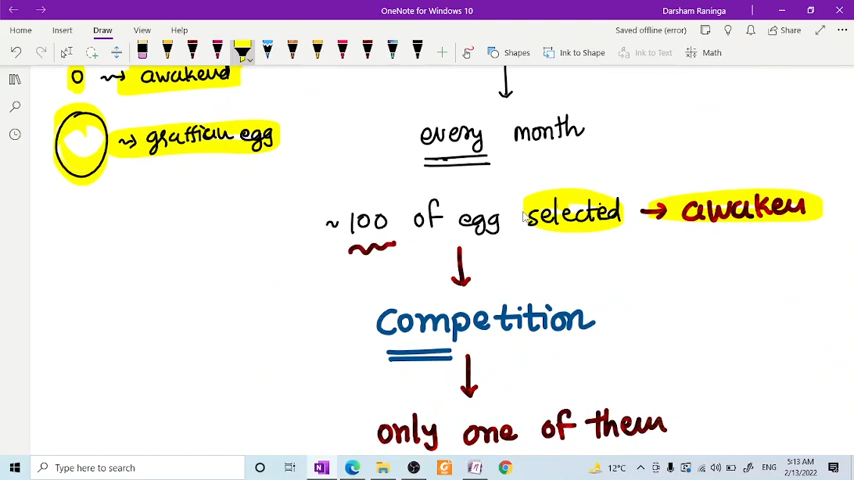 OneNote for Windows 10
Darsham Raninga
Home Insert Draw View Help
Saved offline (error) Share
Shapes Ink to Shape Ink to Text Math
o awakend
graffian egg
every month
~100 of egg selected → awaken
Competition
only one of them
Type here to search
12°C ENG 5:13 AM
2/13/2022